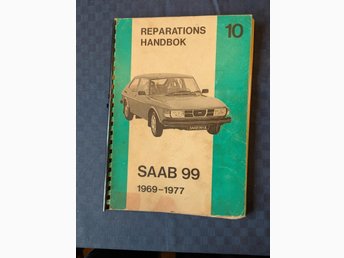 REPARATIONS 10
HANDBOK
SAAB 99
1969-1977